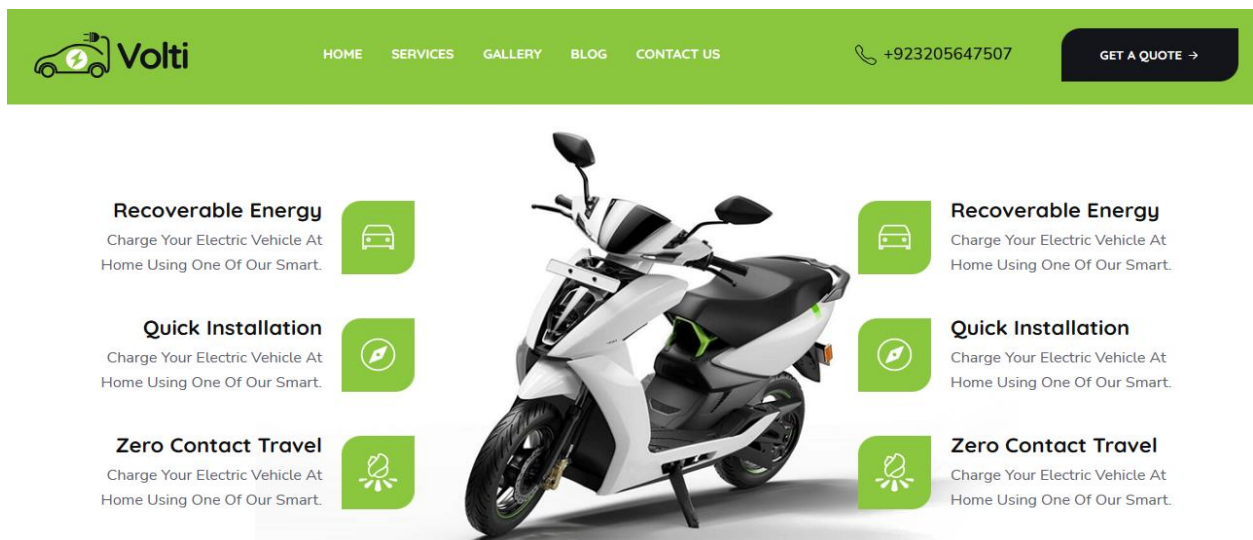 Volti
HOME SERVICES GALLERY BLOG CONTACT US
+923205647507
GET A QUOTE →
Recoverable Energy
Charge Your Electric Vehicle At
Home Using One Of Our Smart.
Quick Installation
Charge Your Electric Vehicle At
Home Using One Of Our Smart.
Zero Contact Travel
Charge Your Electric Vehicle At
Home Using One Of Our Smart.
Recoverable Energy
Charge Your Electric Vehicle At
Home Using One Of Our Smart.
Quick Installation
Charge Your Electric Vehicle At
Home Using One Of Our Smart.
Zero Contact Travel
Charge Your Electric Vehicle At
Home Using One Of Our Smart.